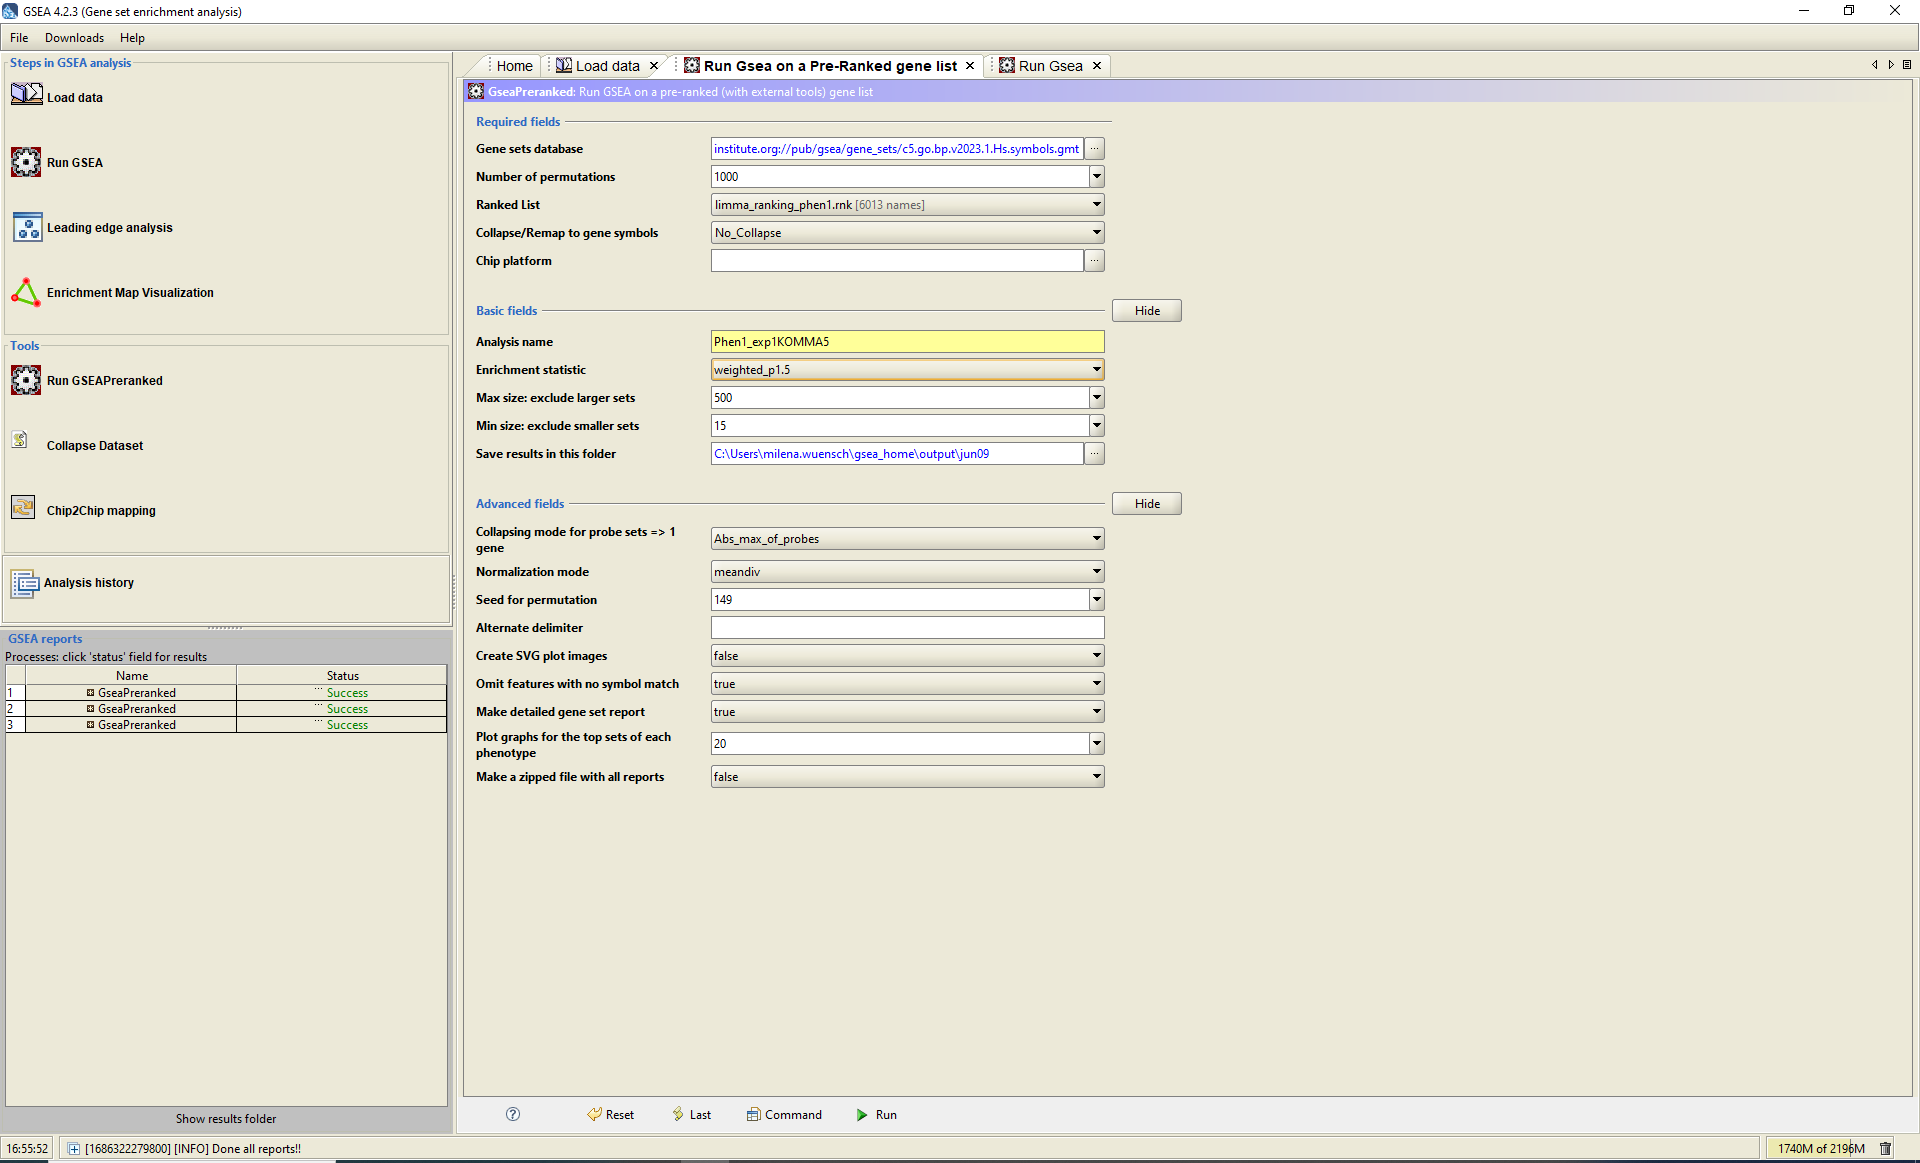 GSEA 4.2.3 (Gene set enrichment analysis)
File Downloads Help
Steps in GSEA analysis
Load data
Run GSEA
Leading edge analysis
Enrichment Map Visualization
Tools
Run GSEAPreranked
Collapse Dataset
Chip2Chip mapping
Analysis history
GSEA reports
Processes: click 'status' field for results
Name Status
1 GseaPreranked ... Success
2 GseaPreranked ... Success
3 GseaPreranked ... Success
Show results folder
Home Load data Run Gsea on a Pre-Ranked gene list Run Gsea
GseaPreranked: Run GSEA on a pre-ranked (with external tools) gene list
Required fields
Gene sets database institute.org://pub/gsea/gene_sets/c5.go.bp.v2023.1.Hs.symbols.gmt ...
Number of permutations 1000
Ranked List limma_ranking_phen1.rnk [6013 names]
Collapse/Remap to gene symbols No_Collapse
Chip platform ...
Basic fields Hide
Analysis name Phen1_exp1KOMMA5
Enrichment statistic weighted_p1.5
Max size: exclude larger sets 500
Min size: exclude smaller sets 15
Save results in this folder C:\Users\milena.wuensch\gsea_home\output\jun09 ...
Advanced fields Hide
Collapsing mode for probe sets => 1
gene Abs_max_of_probes
Normalization mode meandiv
Seed for permutation 149
Alternate delimiter
Create SVG plot images false
Omit features with no symbol match true
Make detailed gene set report true
Plot graphs for the top sets of each
phenotype 20
Make a zipped file with all reports false
? Reset Last Command Run
16:55:52 [1686322279800] [INFO] Done all reports!! 1740M of 2196M